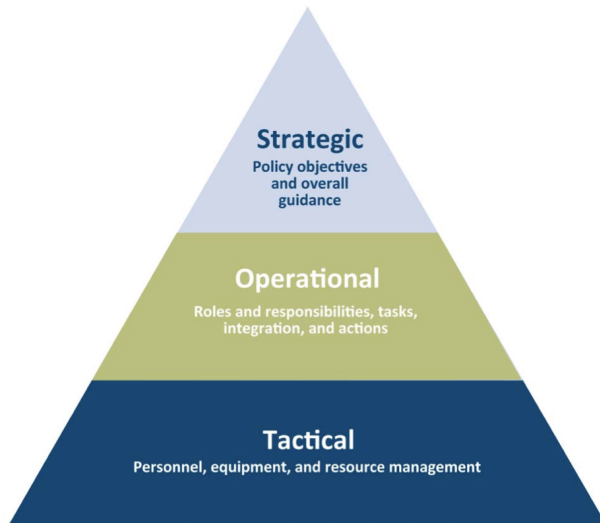 Strategic
Policy objectives
and overall
guidance
Operational
Roles and responsibilities, tasks,
integration, and actions
Tactical
Personnel, equipment, and resource management